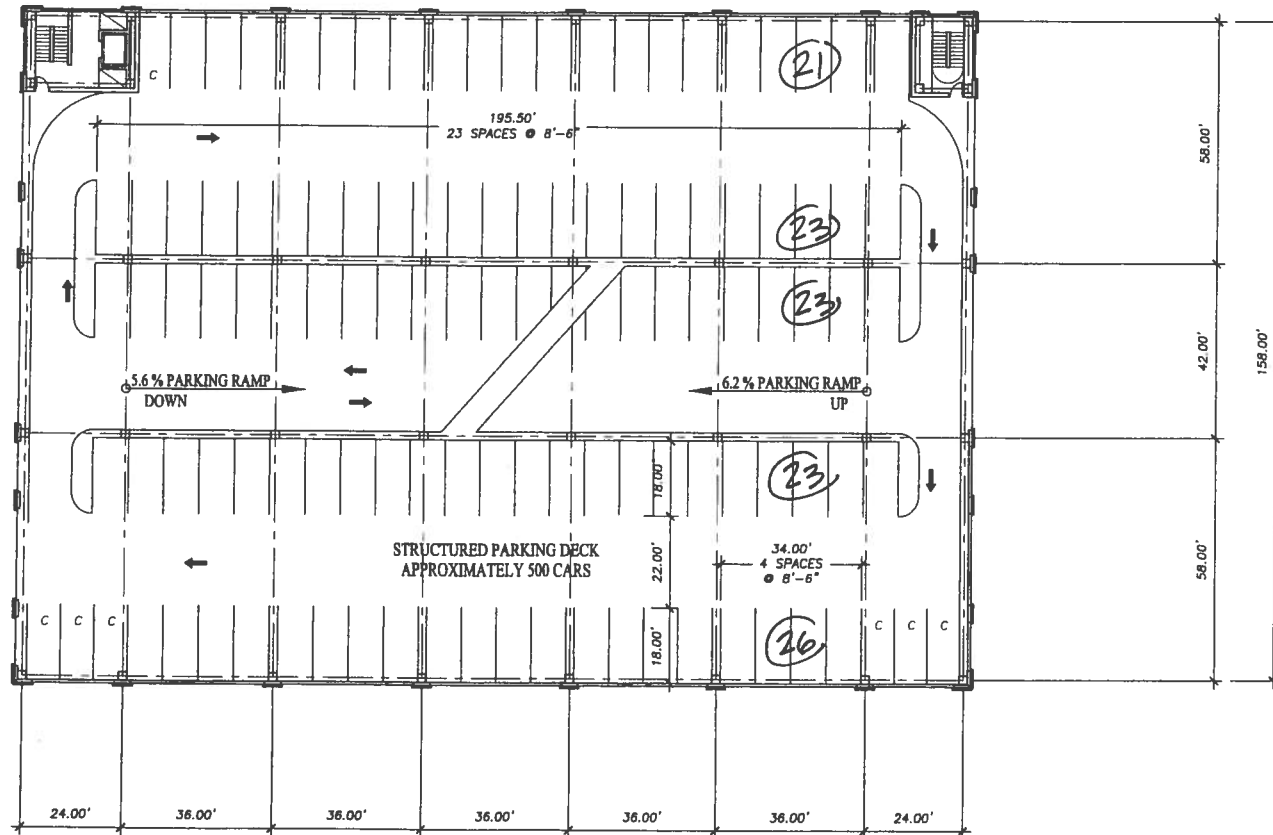 C
21
195.50'
23 SPACES @ 8'-6"
58.00'
23
23
42.00'
158.00'
5.6 % PARKING RAMP
DOWN
6.2 % PARKING RAMP
UP
18.00'
23
STRUCTURED PARKING DECK
APPROXIMATELY 500 CARS
22.00'
34.00'
4 SPACES
@ 8'-6"
58.00'
C C C
18.00'
26
C C C
24.00' 36.00' 36.00' 36.00' 36.00' 36.00' 24.00'